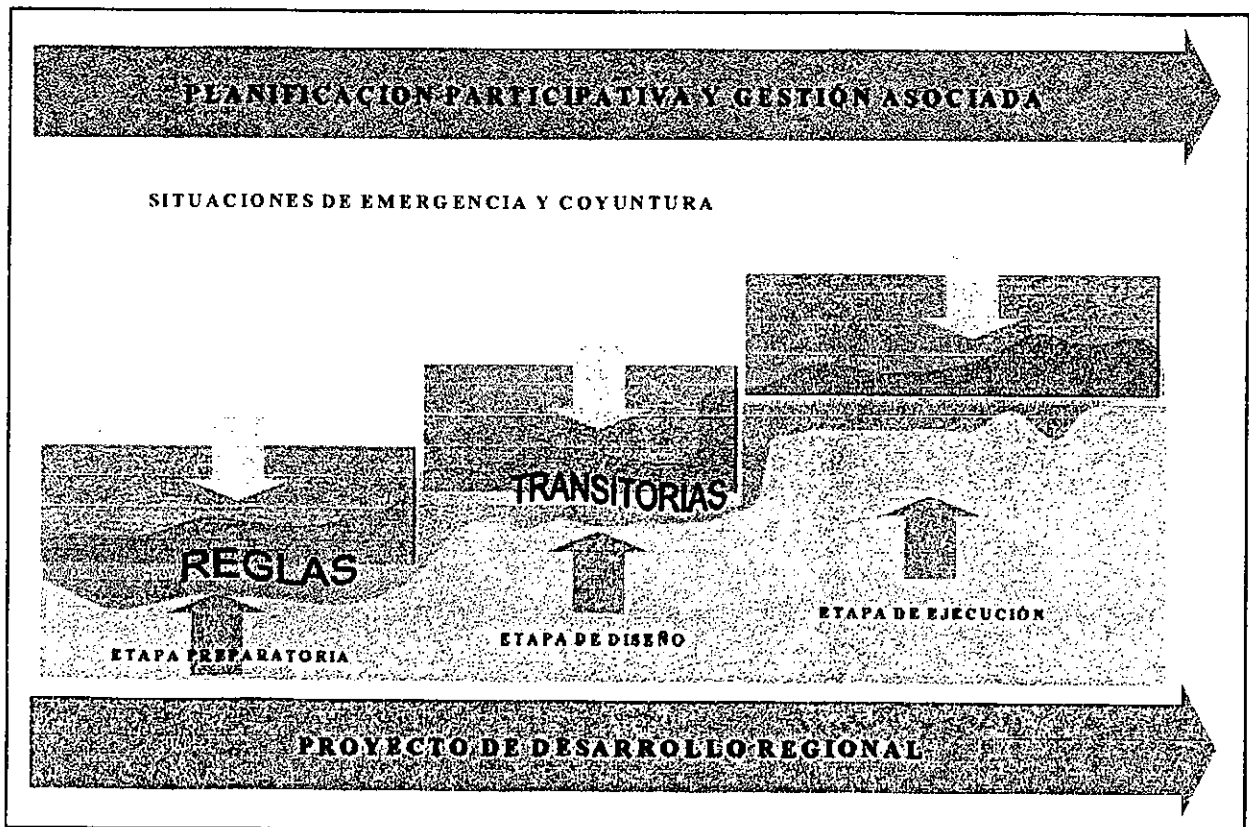 PLANIFICACION PARTICIPATIVA Y GESTIÓN ASOCIADA
SITUACIONES DE EMERGENCIA Y COYUNTURA
REGLAS
TRANSITORIAS
ETAPA PREPARATORIA
ETAPA DE DISEÑO
ETAPA DE EJECUCIÓN
PROYECTO DE DESARROLLO REGIONAL